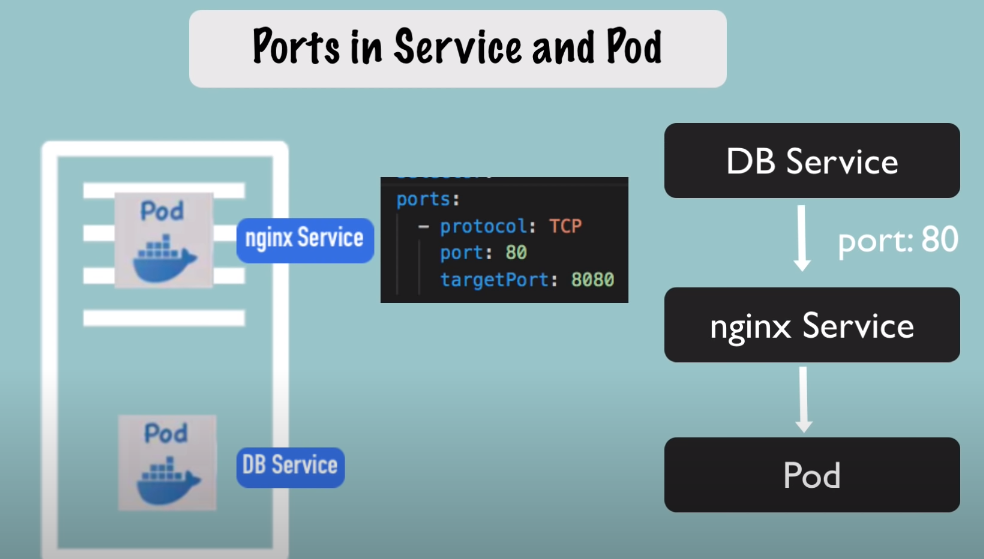 Ports in Service and Pod
Pod
nginx Service
ports:
- protocol: TCP
port: 80
targetPort: 8080
Pod
DB Service
DB Service
port: 80
nginx Service
Pod